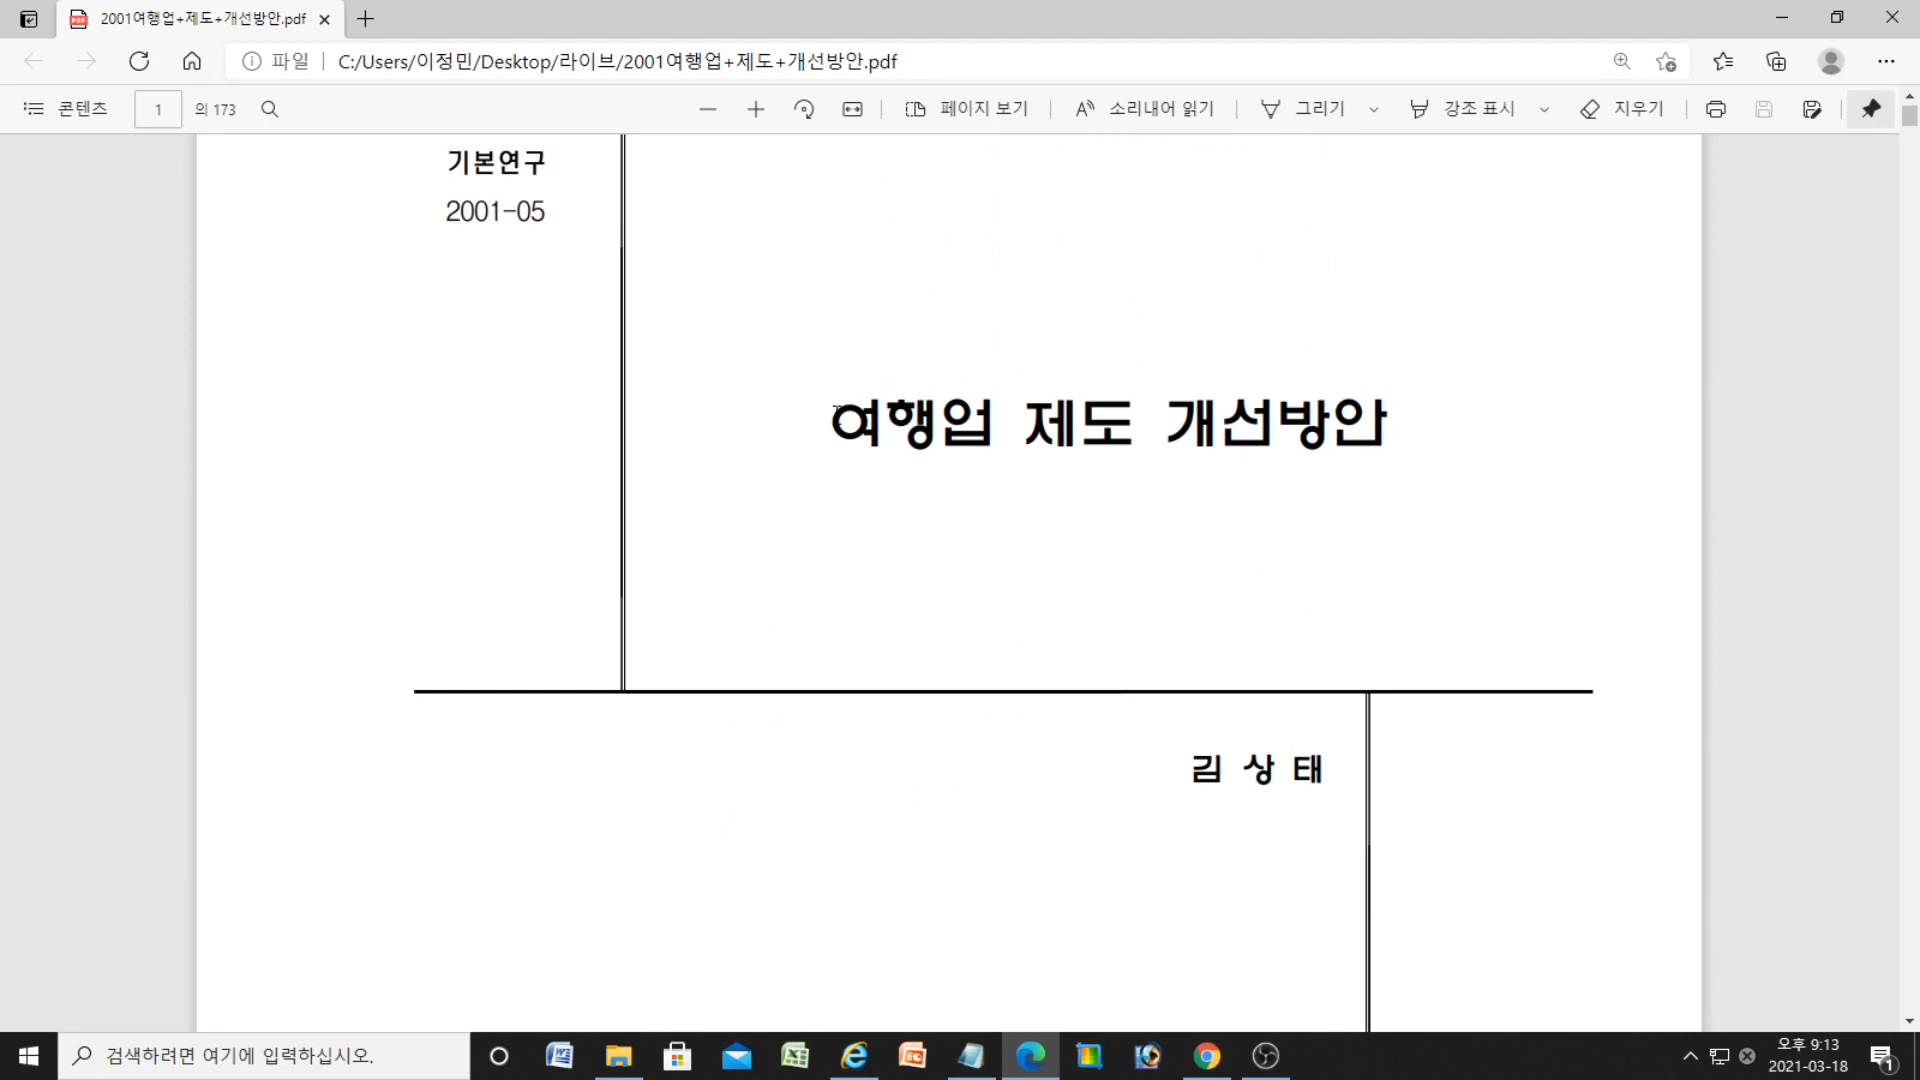 2001여행업+제도+개선방안.pdf
파일
C:/Users/이정민/Desktop/라이브/2001여행업+제도+개선방안.pdf
콘텐츠 1 의 173 페이지 보기 소리내어 읽기 그리기 강조 표시 지우기
기본연구
2001-05
여행업 제도 개선방안
김 상 태
검색하려면 여기에 입력하십시오.
오후 9:13
2021-03-18
1